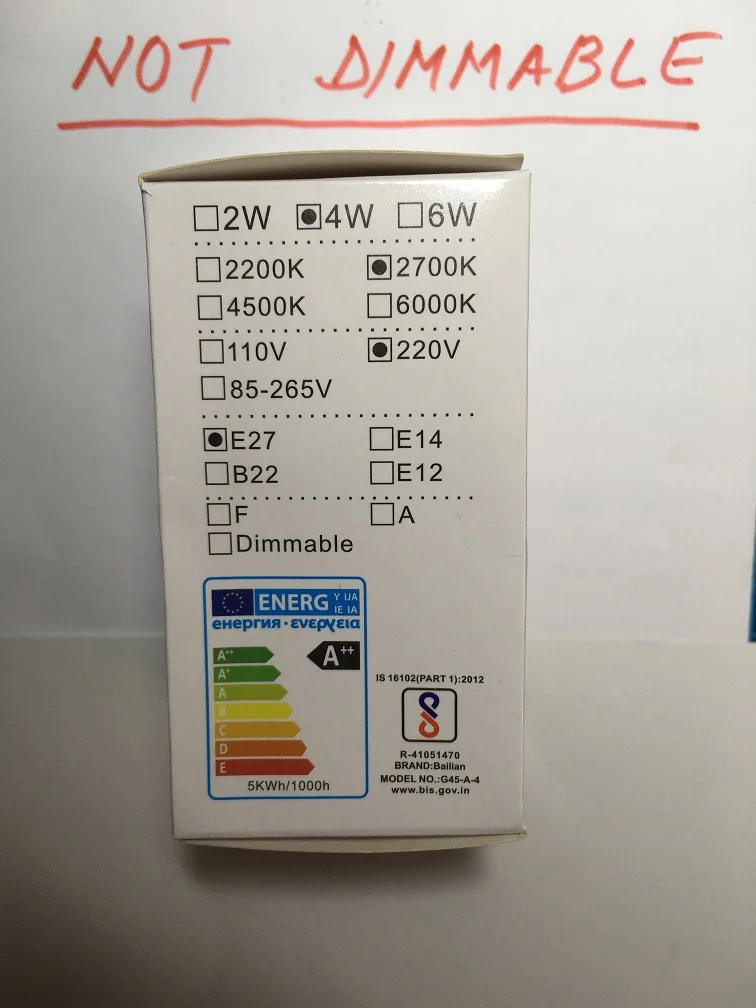 NOT DIMMABLE
2W 4W 6W
2200K 2700K
4500K 6000K
110V 220V
85-265V
E27 E14
B22 E12
F A
Dimmable
ENERG Y IJA
IE IA
енергия · ενεργεια
A++ A++
A+
A
B
C
D
E
5KWh/1000h
IS 16102(PART 1):2012
R-41051470
BRAND:Bailian
MODEL NO.:G45-A-4
www.bis.gov.in